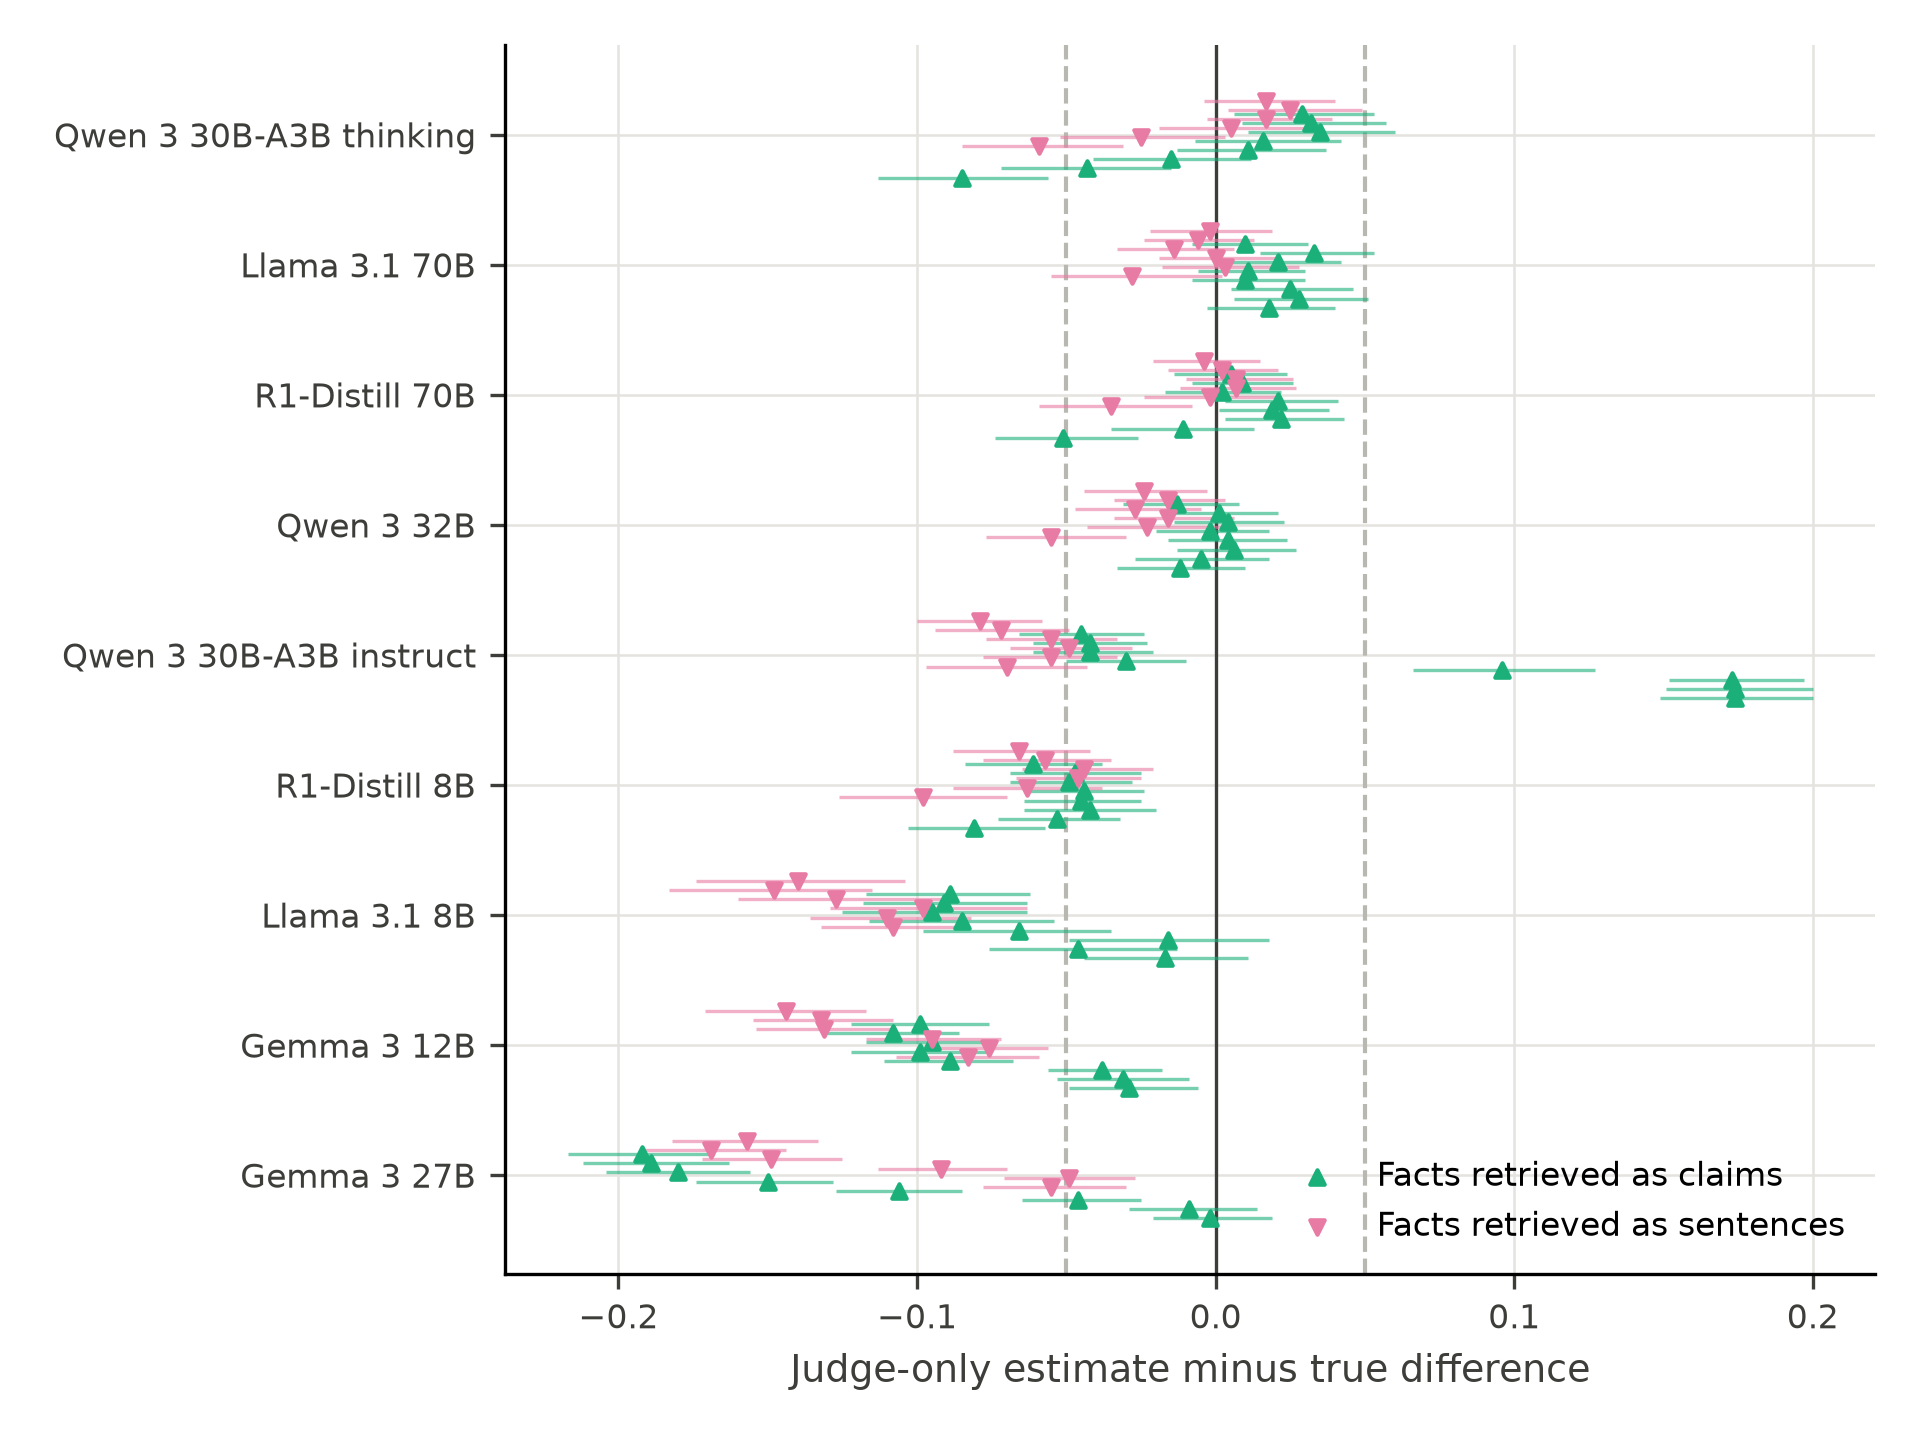 Qwen 3 30B-A3B thinking
Llama 3.1 70B
R1-Distill 70B
Qwen 3 32B
Qwen 3 30B-A3B instruct
R1-Distill 8B
Llama 3.1 8B
Gemma 3 12B
Gemma 3 27B
Facts retrieved as claims
Facts retrieved as sentences
−0.2 −0.1 0.0 0.1 0.2
Judge-only estimate minus true difference